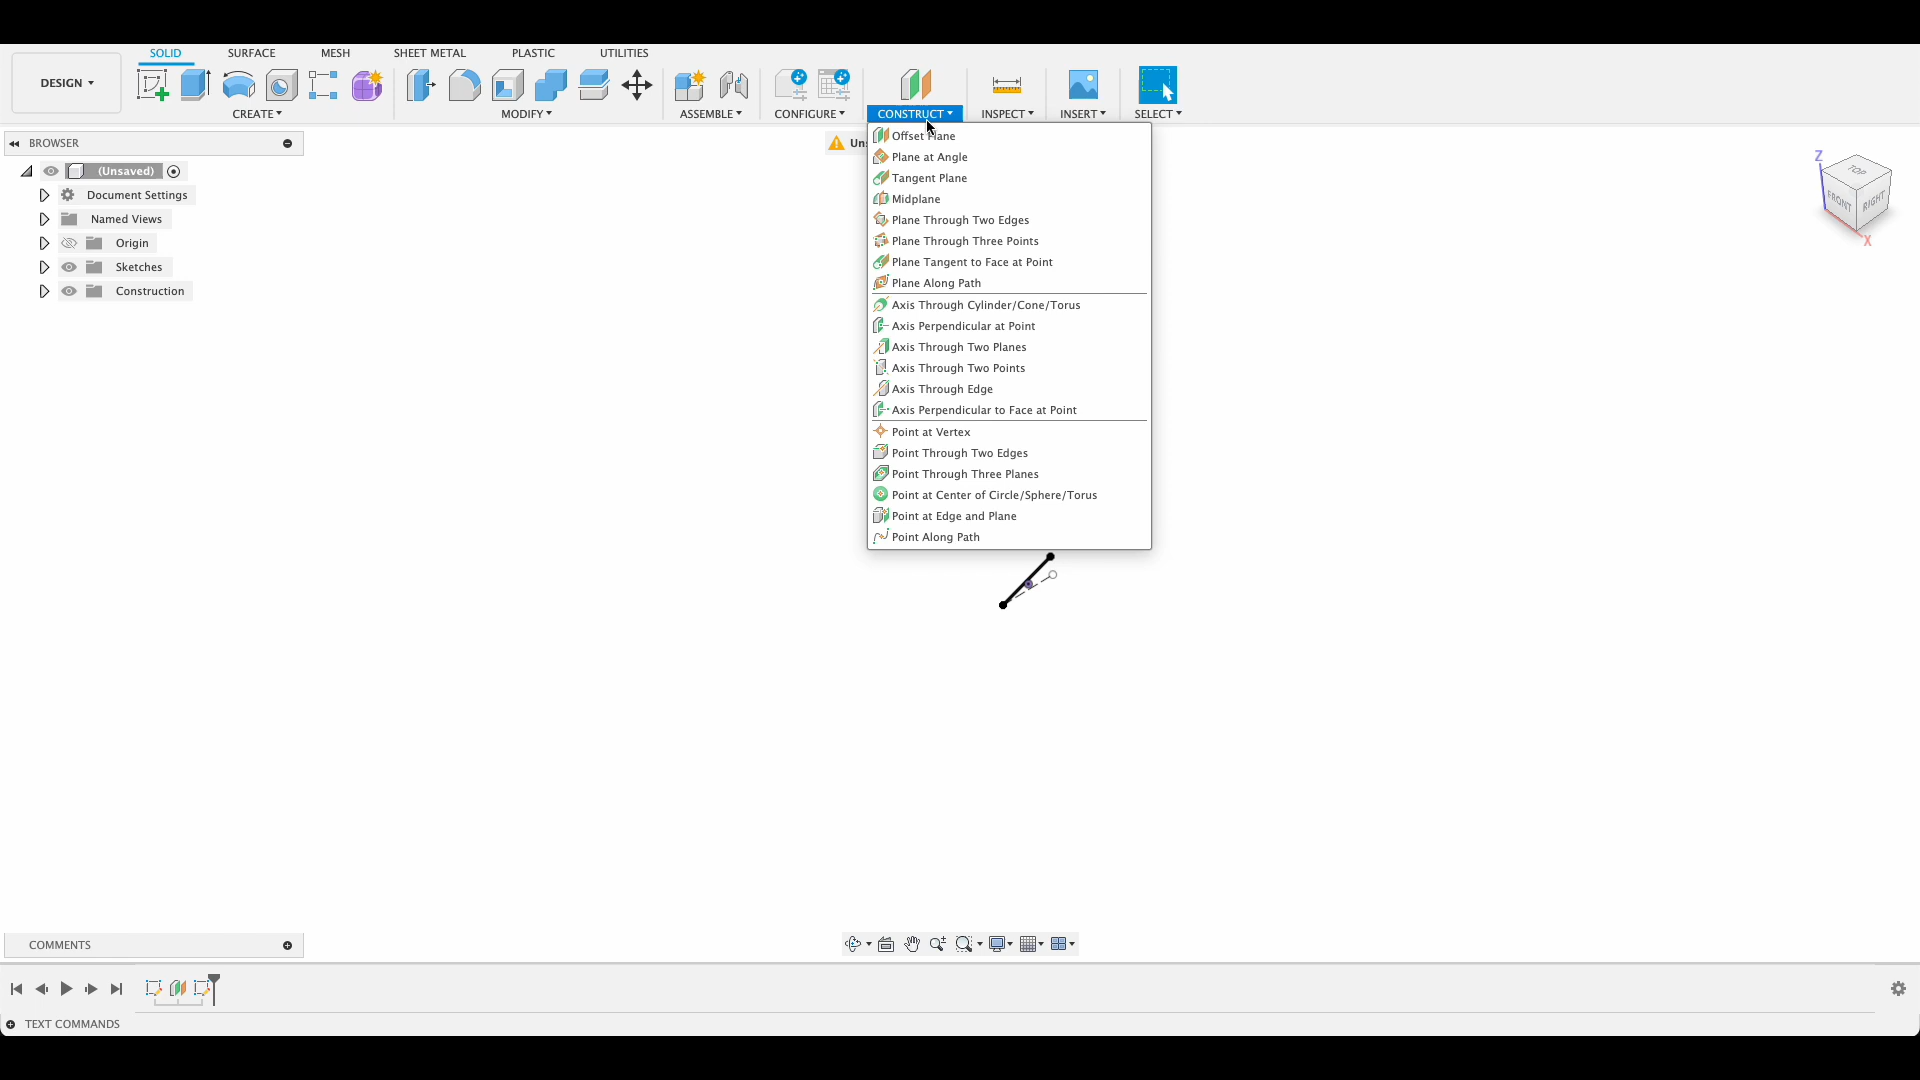 SOLID SURFACE MESH SHEET METAL PLASTIC UTILITIES
DESIGN
CREATE MODIFY ASSEMBLE CONFIGURE CONSTRUCT INSPECT INSERT SELECT
BROWSER
(Unsaved)
Document Settings
Named Views
Origin
Sketches
Construction
Offset Plane
Plane at Angle
Tangent Plane
Midplane
Plane Through Two Edges
Plane Through Three Points
Plane Tangent to Face at Point
Plane Along Path
Axis Through Cylinder/Cone/Torus
Axis Perpendicular at Point
Axis Through Two Planes
Axis Through Two Points
Axis Through Edge
Axis Perpendicular to Face at Point
Point at Vertex
Point Through Two Edges
Point Through Three Planes
Point at Center of Circle/Sphere/Torus
Point at Edge and Plane
Point Along Path
Z
TOP
FRONT RIGHT
X
COMMENTS
TEXT COMMANDS